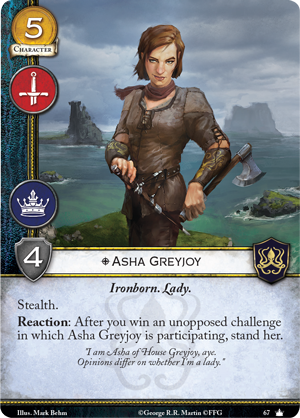 5
CHARACTER
4
ASHA GREYJOY
Ironborn. Lady.
Stealth.
Reaction: After you win an unopposed challenge
in which Asha Greyjoy is participating, stand her.
"I am Asha of House Greyjoy, aye.
Opinions differ on whether I'm a lady."
Illus. Mark Behm ©George R.R. Martin ©FFG 67